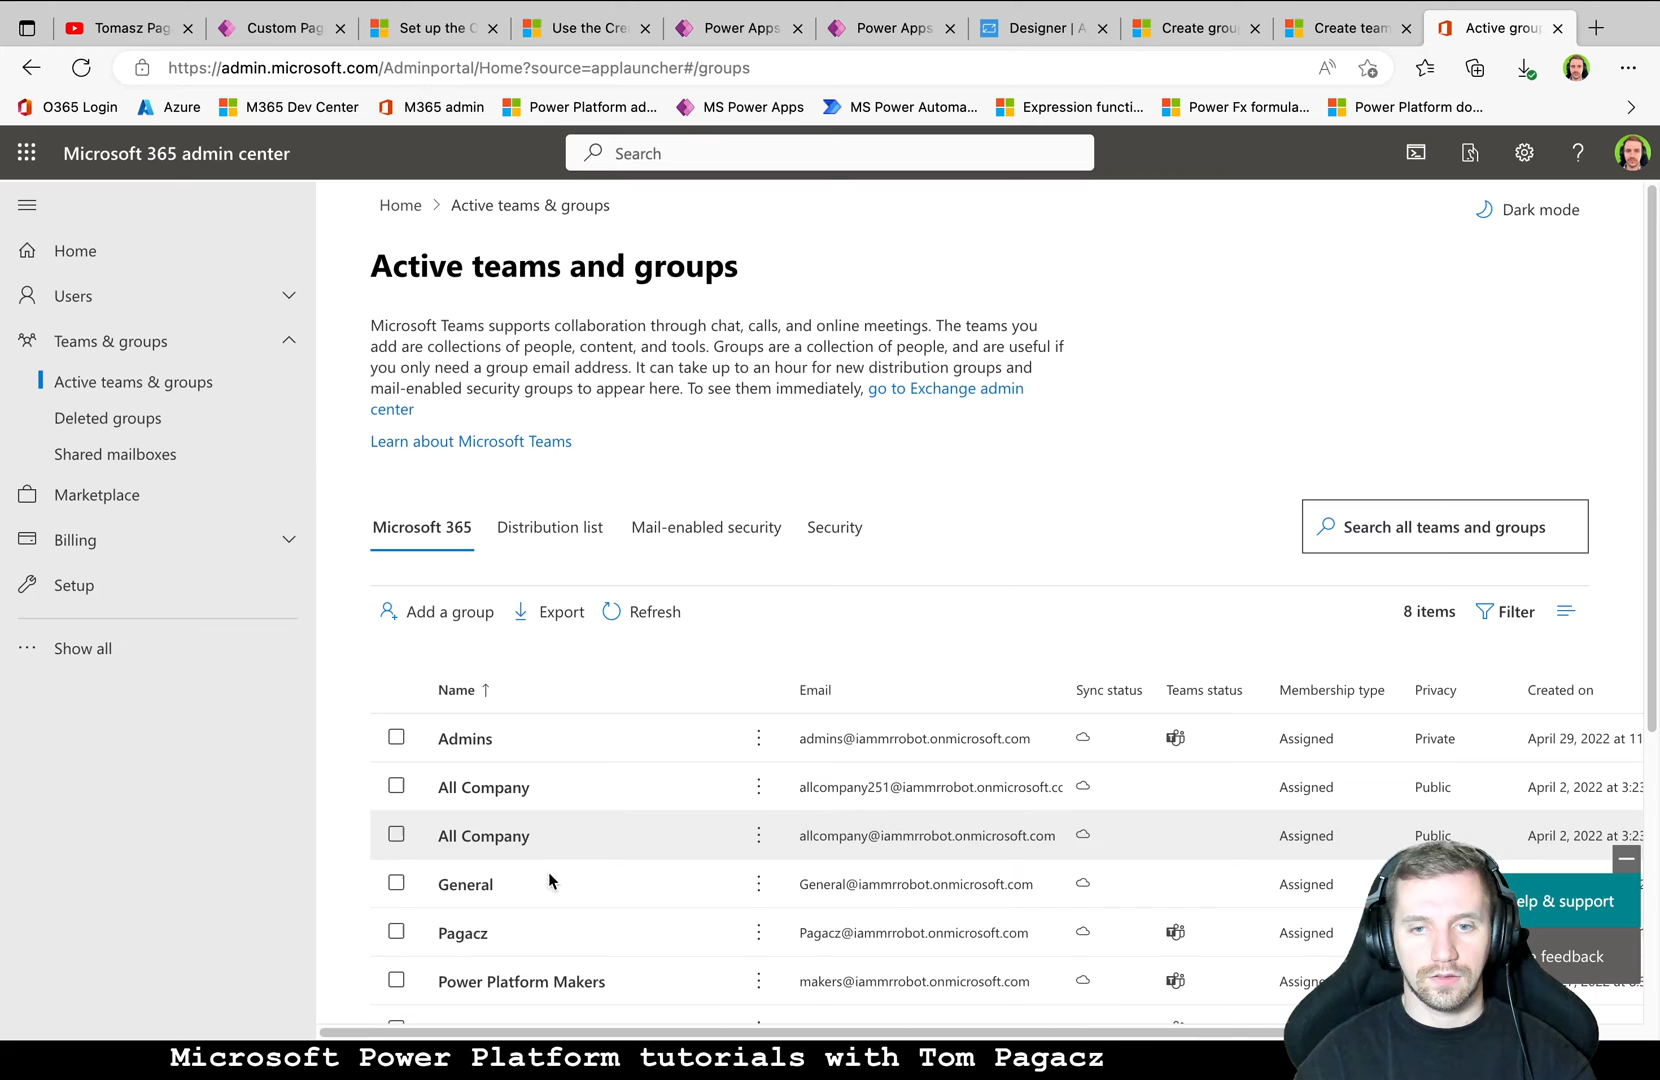 Tomasz Pag
Custom Pag
Set up the C
Use the Cre
Power Apps
Power Apps
Designer | A
Create grou
Create team
Active grou
https://admin.microsoft.com/Adminportal/Home?source=applauncher#/groups
O365 Login
Azure
M365 Dev Center
M365 admin
Power Platform ad...
MS Power Apps
MS Power Automa...
Expression functi...
Power Fx formula...
Power Platform do...
Microsoft 365 admin center
Search
Home
Users
Teams & groups
Active teams & groups
Deleted groups
Shared mailboxes
Marketplace
Billing
Setup
Show all
Home > Active teams & groups
Dark mode
Active teams and groups
Microsoft Teams supports collaboration through chat, calls, and online meetings. The teams you
add are collections of people, content, and tools. Groups are a collection of people, and are useful if
you only need a group email address. It can take up to an hour for new distribution groups and
mail-enabled security groups to appear here. To see them immediately, go to Exchange admin
center
Learn about Microsoft Teams
Microsoft 365 Distribution list Mail-enabled security Security
Search all teams and groups
Add a group Export Refresh
8 items Filter
Name ↑ Email Sync status Teams status Membership type Privacy Created on
Admins admins@iammrrobot.onmicrosoft.com Assigned Private April 29, 2022 at 11
All Company allcompany251@iammrrobot.onmicrosoft.cc Assigned Public April 2, 2022 at 3:23
All Company allcompany@iammrrobot.onmicrosoft.com Assigned Public April 2, 2022 at 3:23
General General@iammrrobot.onmicrosoft.com Assigned
Pagacz Pagacz@iammrrobot.onmicrosoft.com Assigned
Power Platform Makers makers@iammrrobot.onmicrosoft.com Assigne
elp & support
feedback
Microsoft Power Platform tutorials with Tom Pagacz